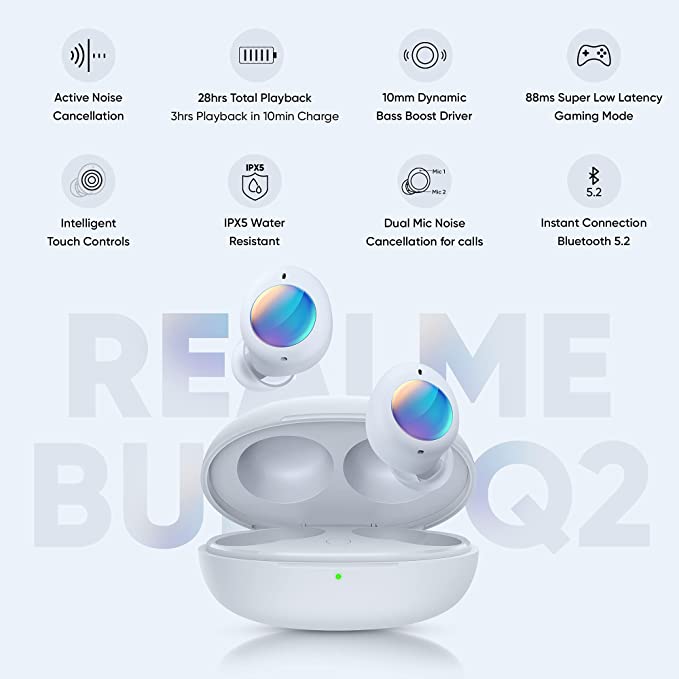 Active Noise
Cancellation
28hrs Total Playback
3hrs Playback in 10min Charge
10mm Dynamic
Bass Boost Driver
88ms Super Low Latency
Gaming Mode
Mic 1
Mic 2
IPX5
5.2
Intelligent
Touch Controls
IPX5 Water
Resistant
Dual Mic Noise
Cancellation for calls
Instant Connection
Bluetooth 5.2
REALME
Q2